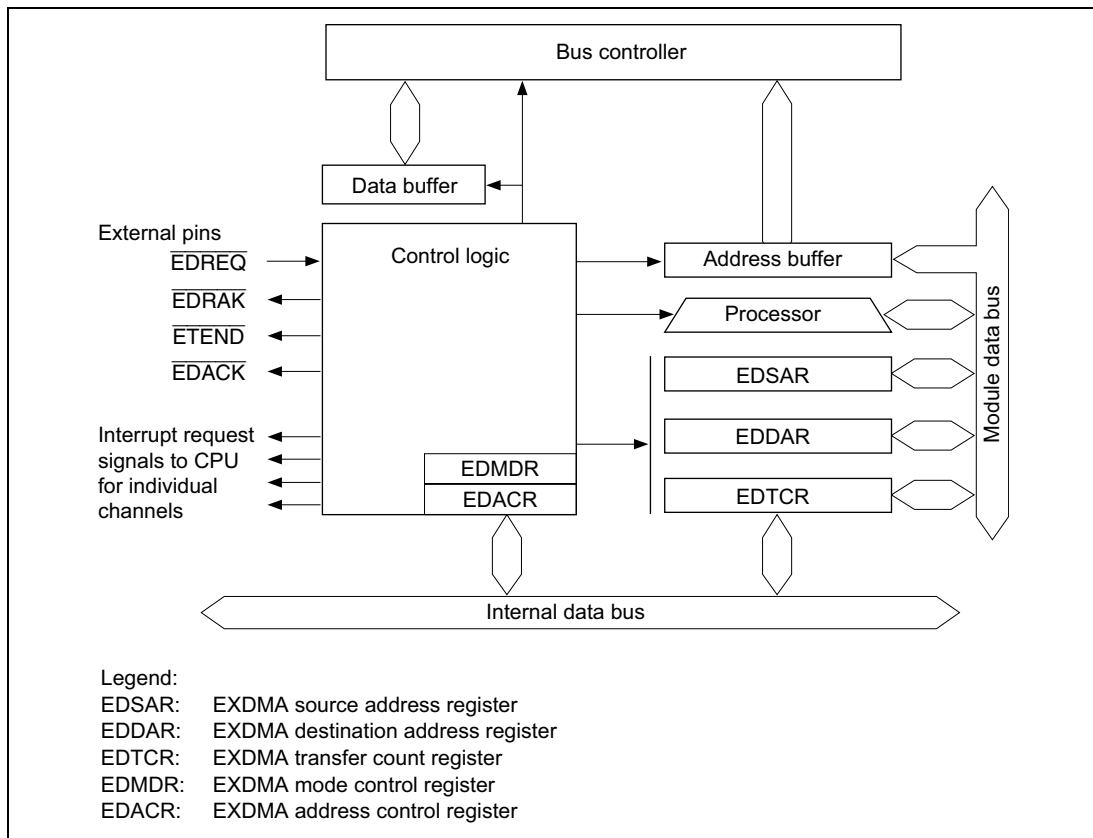 Bus controller
Data buffer
External pins
EDREQ
EDRAK
ETEND
EDACK
Interrupt request
signals to CPU
for individual
channels
Control logic
EDMDR
EDACR
Address buffer
Processor
EDSAR
EDDAR
EDTCR
Module data bus
Internal data bus
Legend:
EDSAR: EXDMA source address register
EDDAR: EXDMA destination address register
EDTCR: EXDMA transfer count register
EDMDR: EXDMA mode control register
EDACR: EXDMA address control register